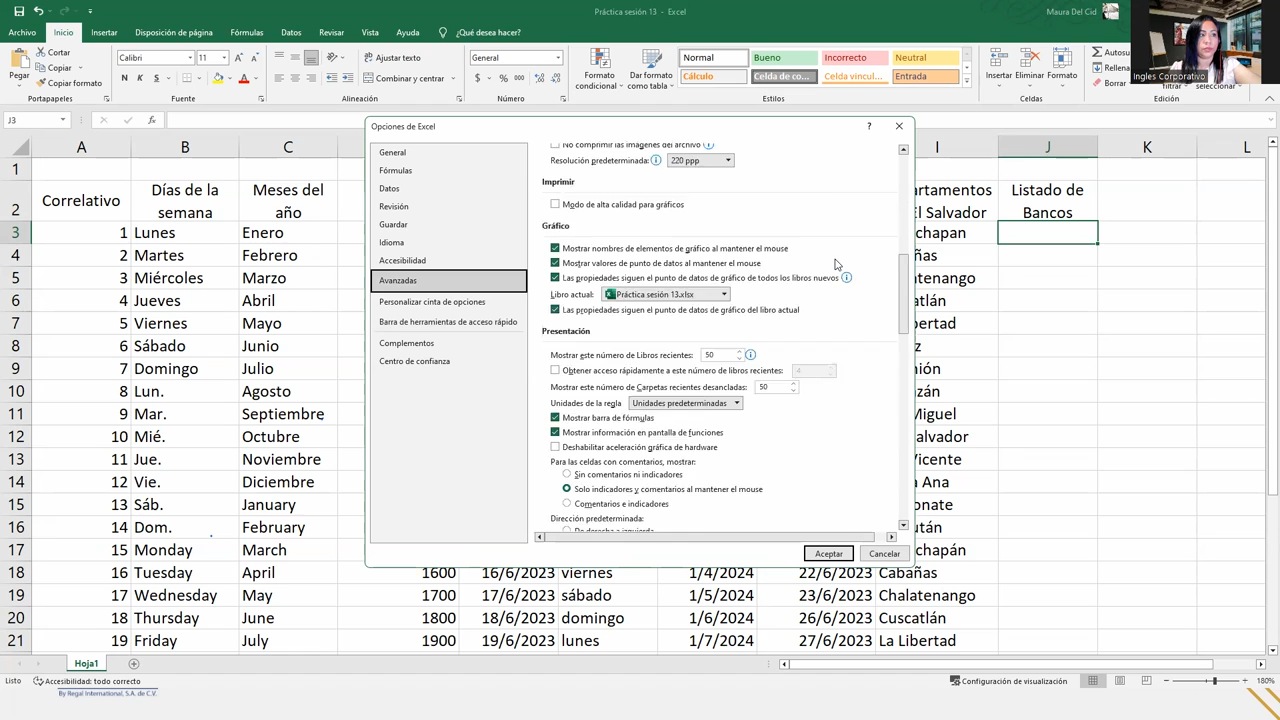 Práctica sesión 13 - Excel
Maura Del Cid
Archivo Inicio Insertar Disposición de página Fórmulas Datos Revisar Vista Ayuda ¿Qué desea hacer?
Pegar
Cortar
Copiar
Copiar formato
Portapapeles
Calibri 11
N K S
Fuente
Ajustar texto
Combinar y centrar
Alineación
General
Número
Formato condicional
Dar formato como tabla
Normal Bueno Incorrecto Neutral
Cálculo Celda de co... Celda vincul... Entrada
Estilos
Insertar Eliminar Formato
Celdas
Autosu
Rellena
Borrar
filtrar seleccionar
Edición
Ingles Corporativo
J3
fx
A B C I J K L
1
2 Correlativo Días de la semana Meses del año artamentos El Salvador Listado de Bancos
3 1 Lunes Enero chapan
4 2 Martes Febrero añas
5 3 Miércoles Marzo atenango
6 4 Jueves Abril atlán
7 5 Viernes Mayo ibertad
8 6 Sábado Junio z
9 7 Domingo Julio nión
10 8 Lun. Agosto azán
11 9 Mar. Septiembre Miguel
12 10 Mié. Octubre alvador
13 11 Jue. Noviembre Vicente
14 12 Vie. Diciembre a Ana
15 13 Sáb. January onate
16 14 Dom. February után
17 15 Monday March chapán
18 16 Tuesday April 1600 16/6/2023 viernes 1/4/2024 22/6/2023 Cabañas
19 17 Wednesday May 1700 17/6/2023 sábado 1/5/2024 23/6/2023 Chalatenango
20 18 Thursday June 1800 18/6/2023 domingo 1/6/2024 26/6/2023 Cuscatlán
21 19 Friday July 1900 19/6/2023 lunes 1/7/2024 27/6/2023 La Libertad
Opciones de Excel
?
General
Fórmulas
Datos
Revisión
Guardar
Idioma
Accesibilidad
Avanzadas
Personalizar cinta de opciones
Barra de herramientas de acceso rápido
Complementos
Centro de confianza
No comprimir las imágenes del archivo
Resolución predeterminada: 220 ppp
Imprimir
Modo de alta calidad para gráficos
Gráfico
Mostrar nombres de elementos de gráfico al mantener el mouse
Mostrar valores de punto de datos al mantener el mouse
Las propiedades siguen el punto de datos de gráfico de todos los libros nuevos
Libro actual: Práctica sesión 13.xlsx
Las propiedades siguen el punto de datos de gráfico del libro actual
Presentación
Mostrar este número de Libros recientes: 50
Obtener acceso rápidamente a este número de libros recientes: 4
Mostrar este número de Carpetas recientes desancladas: 50
Unidades de la regla Unidades predeterminadas
Mostrar barra de fórmulas
Mostrar información en pantalla de funciones
Deshabilitar aceleración gráfica de hardware
Para las celdas con comentarios, mostrar:
Sin comentarios ni indicadores
Solo indicadores y comentarios al mantener el mouse
Comentarios e indicadores
Dirección predeterminada:
De derecha a izquierda
Aceptar Cancelar
Hoja1
Listo Accesibilidad: todo correcto Configuración de visualización 180%
By Regal International, S.A. de C.V.